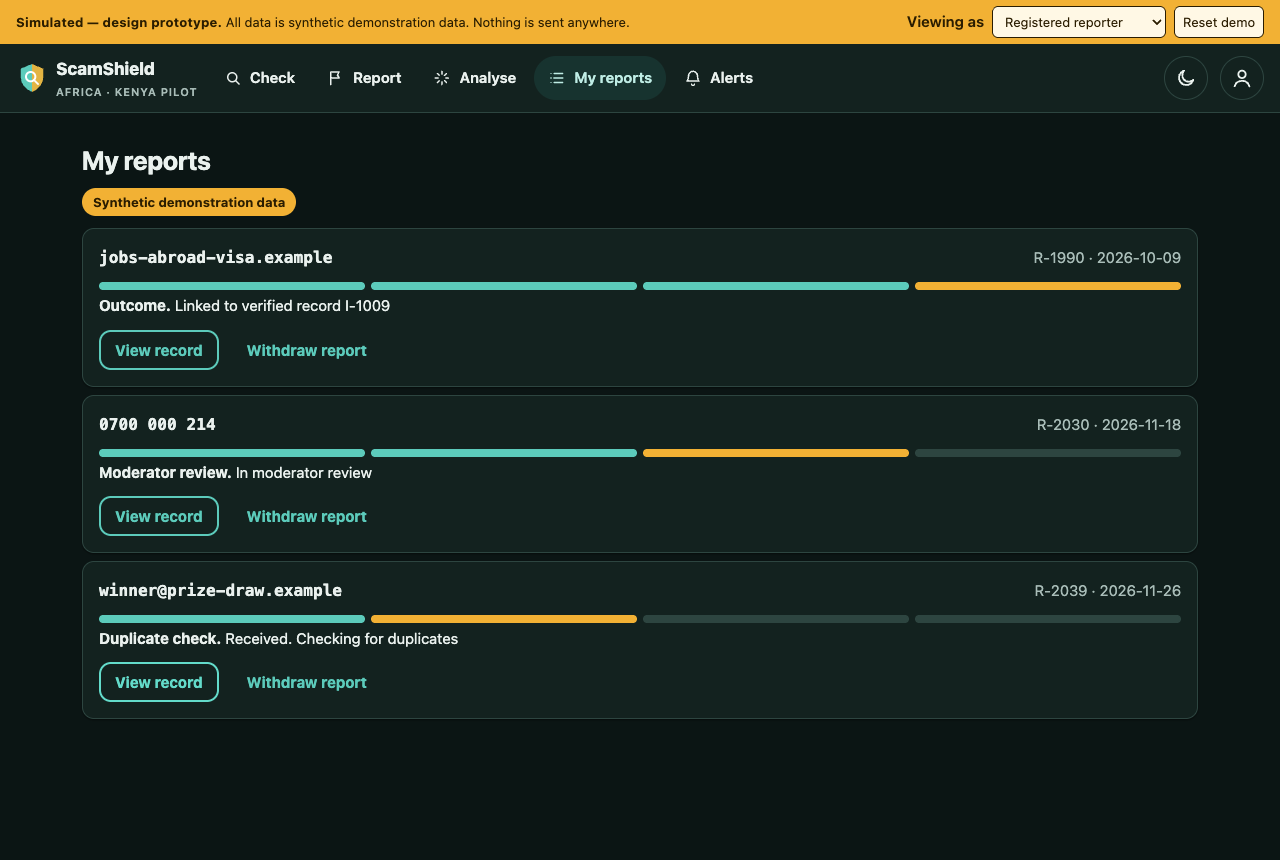 Simulated — design prototype. All data is synthetic demonstration data. Nothing is sent anywhere.
Viewing as
Registered reporter
Reset demo
ScamShield
AFRICA · KENYA PILOT
Check
Report
Analyse
My reports
Alerts
My reports
Synthetic demonstration data
jobs-abroad-visa.example
R-1990 · 2026-10-09
Outcome. Linked to verified record I-1009
View record
Withdraw report
0700 000 214
R-2030 · 2026-11-18
Moderator review. In moderator review
View record
Withdraw report
winner@prize-draw.example
R-2039 · 2026-11-26
Duplicate check. Received. Checking for duplicates
View record
Withdraw report